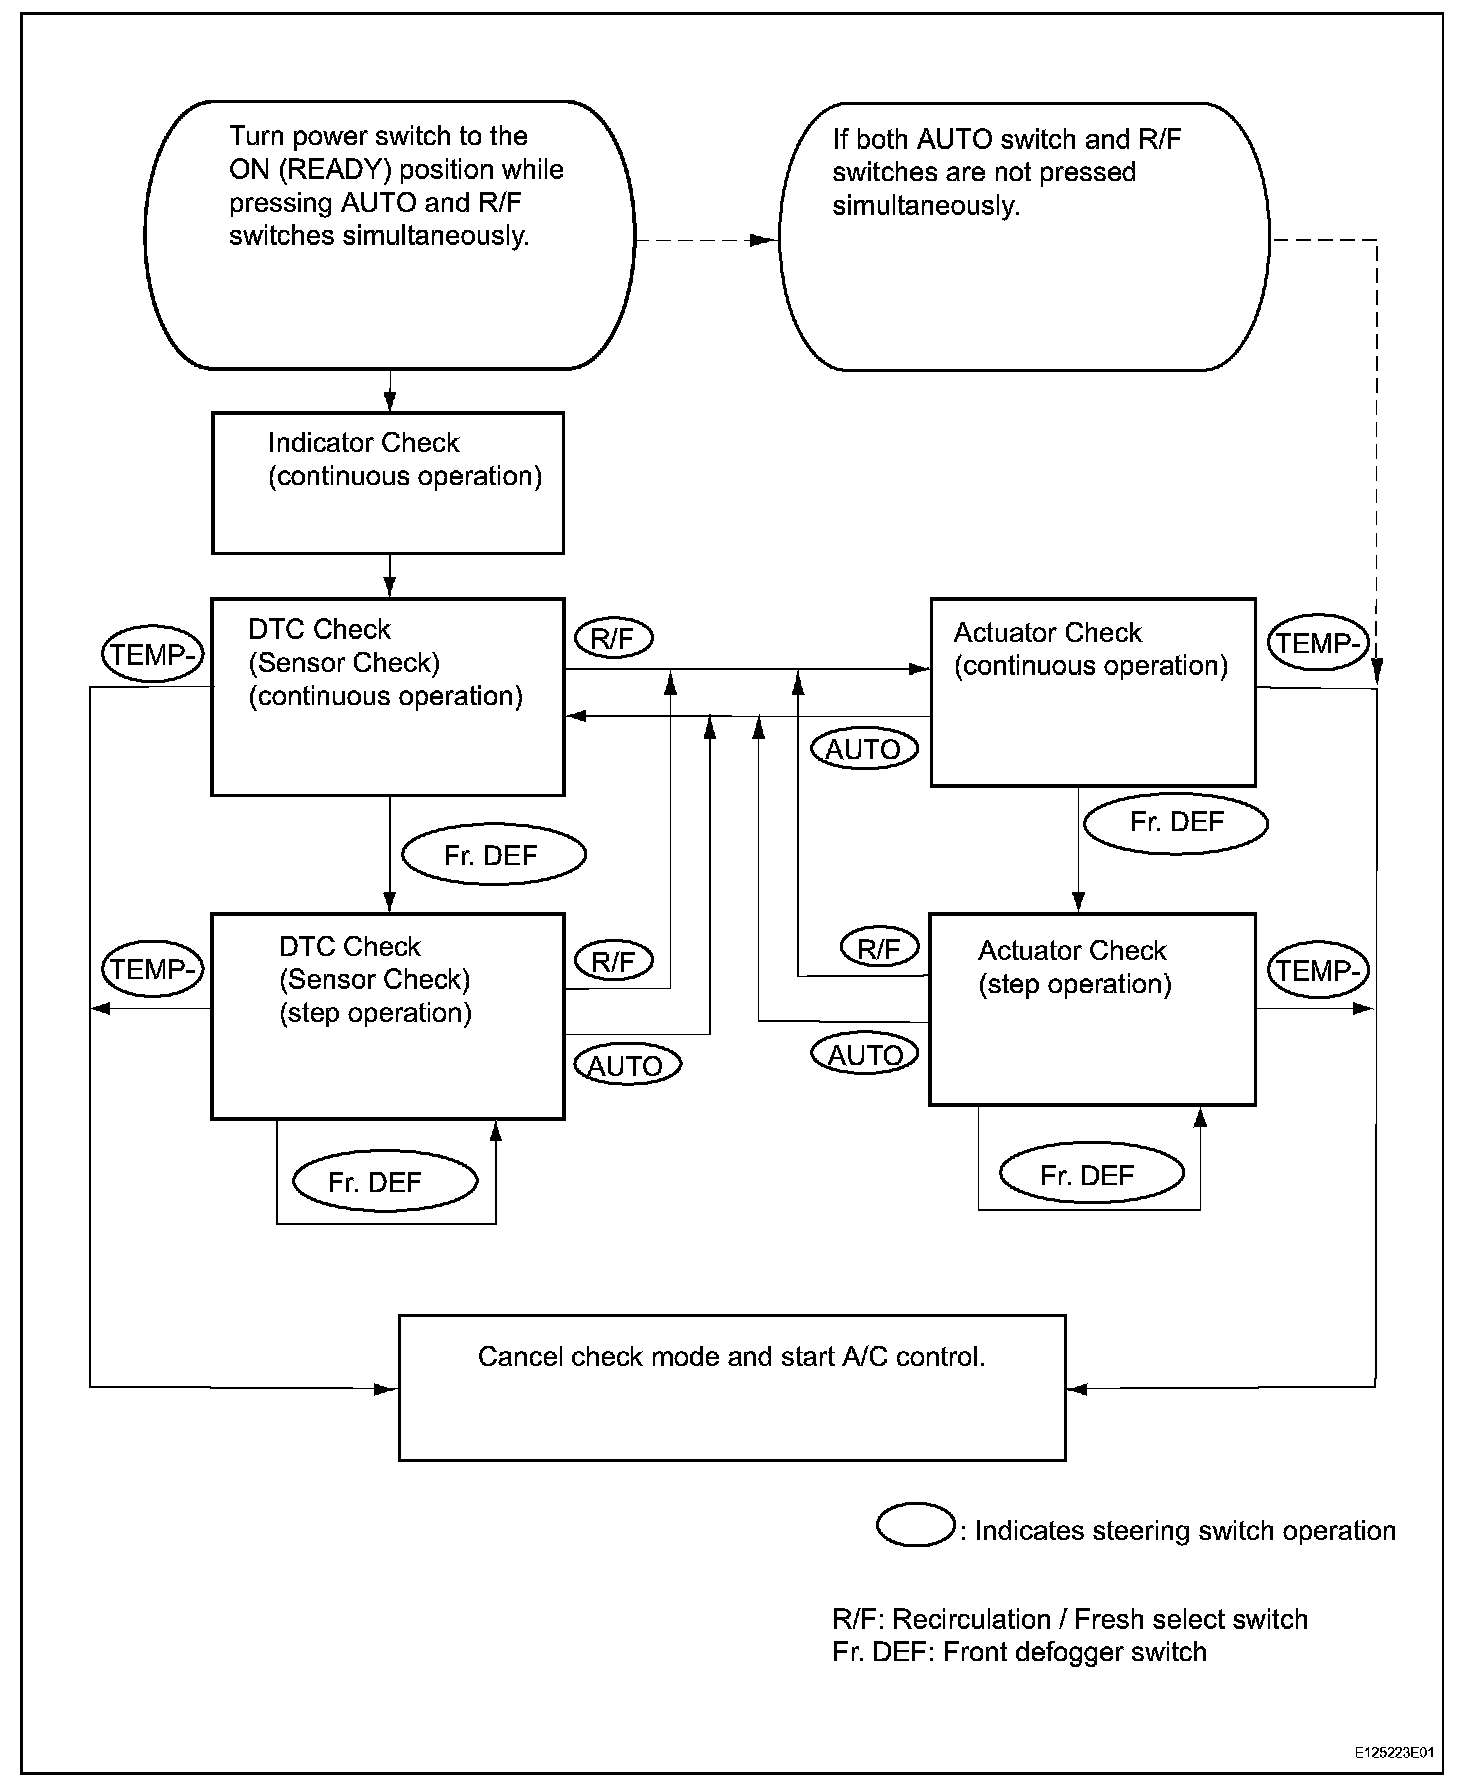 Turn power switch to the
ON (READY) position while
pressing AUTO and R/F
switches simultaneously.
If both AUTO switch and R/F
switches are not pressed
simultaneously.
Indicator Check
(continuous operation)
TEMP-
DTC Check
(Sensor Check)
(continuous operation)
R/F
Actuator Check
(continuous operation)
TEMP-
AUTO
Fr. DEF
Fr. DEF
TEMP-
DTC Check
(Sensor Check)
(step operation)
R/F
AUTO
R/F
AUTO
Actuator Check
(step operation)
TEMP-
Fr. DEF
Fr. DEF
Cancel check mode and start A/C control.
: Indicates steering switch operation
R/F: Recirculation / Fresh select switch
Fr. DEF: Front defogger switch
E125223E01